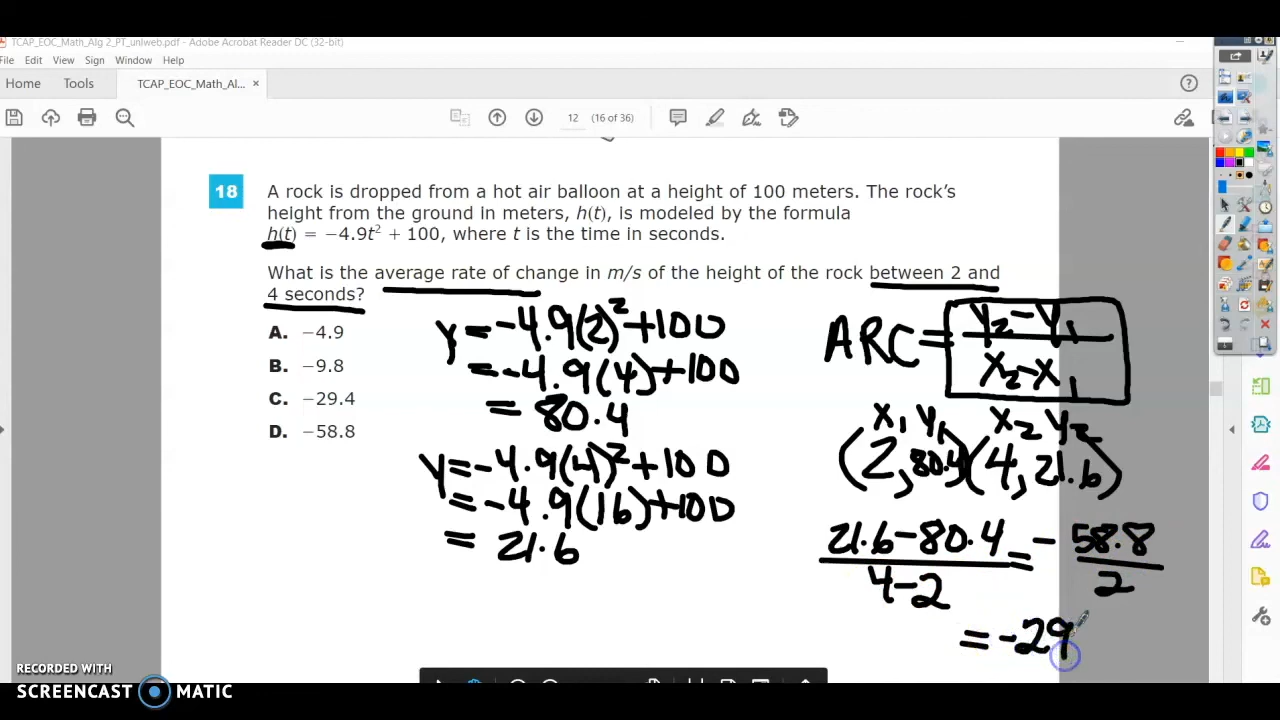 TCAP_EOC_Math_Alg 2_PT_unlweb.pdf - Adobe Acrobat Reader DC (32-bit)
File Edit View Sign Window Help
Home Tools TCAP_EOC_Math_Al... ×
12 (16 of 36)
18 A rock is dropped from a hot air balloon at a height of 100 meters. The rock's
height from the ground in meters, h(t), is modeled by the formula
h(t) = −4.9t² + 100, where t is the time in seconds.
What is the average rate of change in m/s of the height of the rock between 2 and
4 seconds?
A. −4.9
B. −9.8
C. −29.4
D. −58.8
y = -4.9(2)² + 100
= -4.9(4) + 100
= 80.4
y = -4.9(4)² + 100
= -4.9(16) + 100
= 21.6
ARC = y₂ - y₁
x₂ - x₁
x₁ y₁ x₂ y₂
(2, 80.4) (4, 21.6)
21.6 - 80.4 = - 58.8
4 - 2 2
= -29
RECORDED WITH
SCREENCAST MATIC